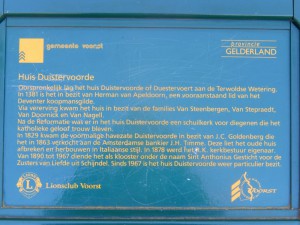 gemeente voorst
provincie
GELDERLAND
Huis Duistervoorde
Oorspronkelijk lag het huis Duistervoorde of Duestervoert aan de Terwoldse Wetering.
In 1381 is het in bezit van Herman van Apeldoorn, een vooraanstaand lid van het
Deventer koopmansgilde.
Via vererving kwam het huis in bezit van de families Van Steenbergen, Van Stepraedt,
Van Doornick en Van Nagell.
Na de Reformatie was er in het huis Duistervoorde een schuilkerk voor diegenen die het
katholieke geloof trouw bleven.
In 1829 kwam de voormalige havezate Duistervoorde in bezit van J.C. Goldenberg die
het in 1863 verkocht aan de Amsterdamse bankier J.H. Timme. Deze liet het oude huis
afbreken en herbouwen in Italiaanse stijl. In 1878 werd het R.K. kerkbestuur eigenaar.
Van 1890 tot 1967 diende het als klooster onder de naam Sint Anthonius Gesticht voor de
Zusters van Liefde uit Schijndel. Sinds 1987 is het huis Duistervoorde weer particulier bezit.
Lionsclub Voorst